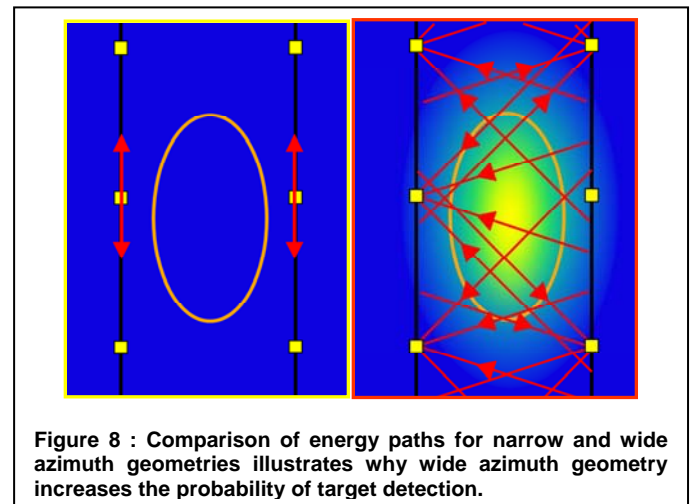 Figure 8 : Comparison of energy paths for narrow and wide
azimuth geometries illustrates why wide azimuth geometry
increases the probability of target detection.